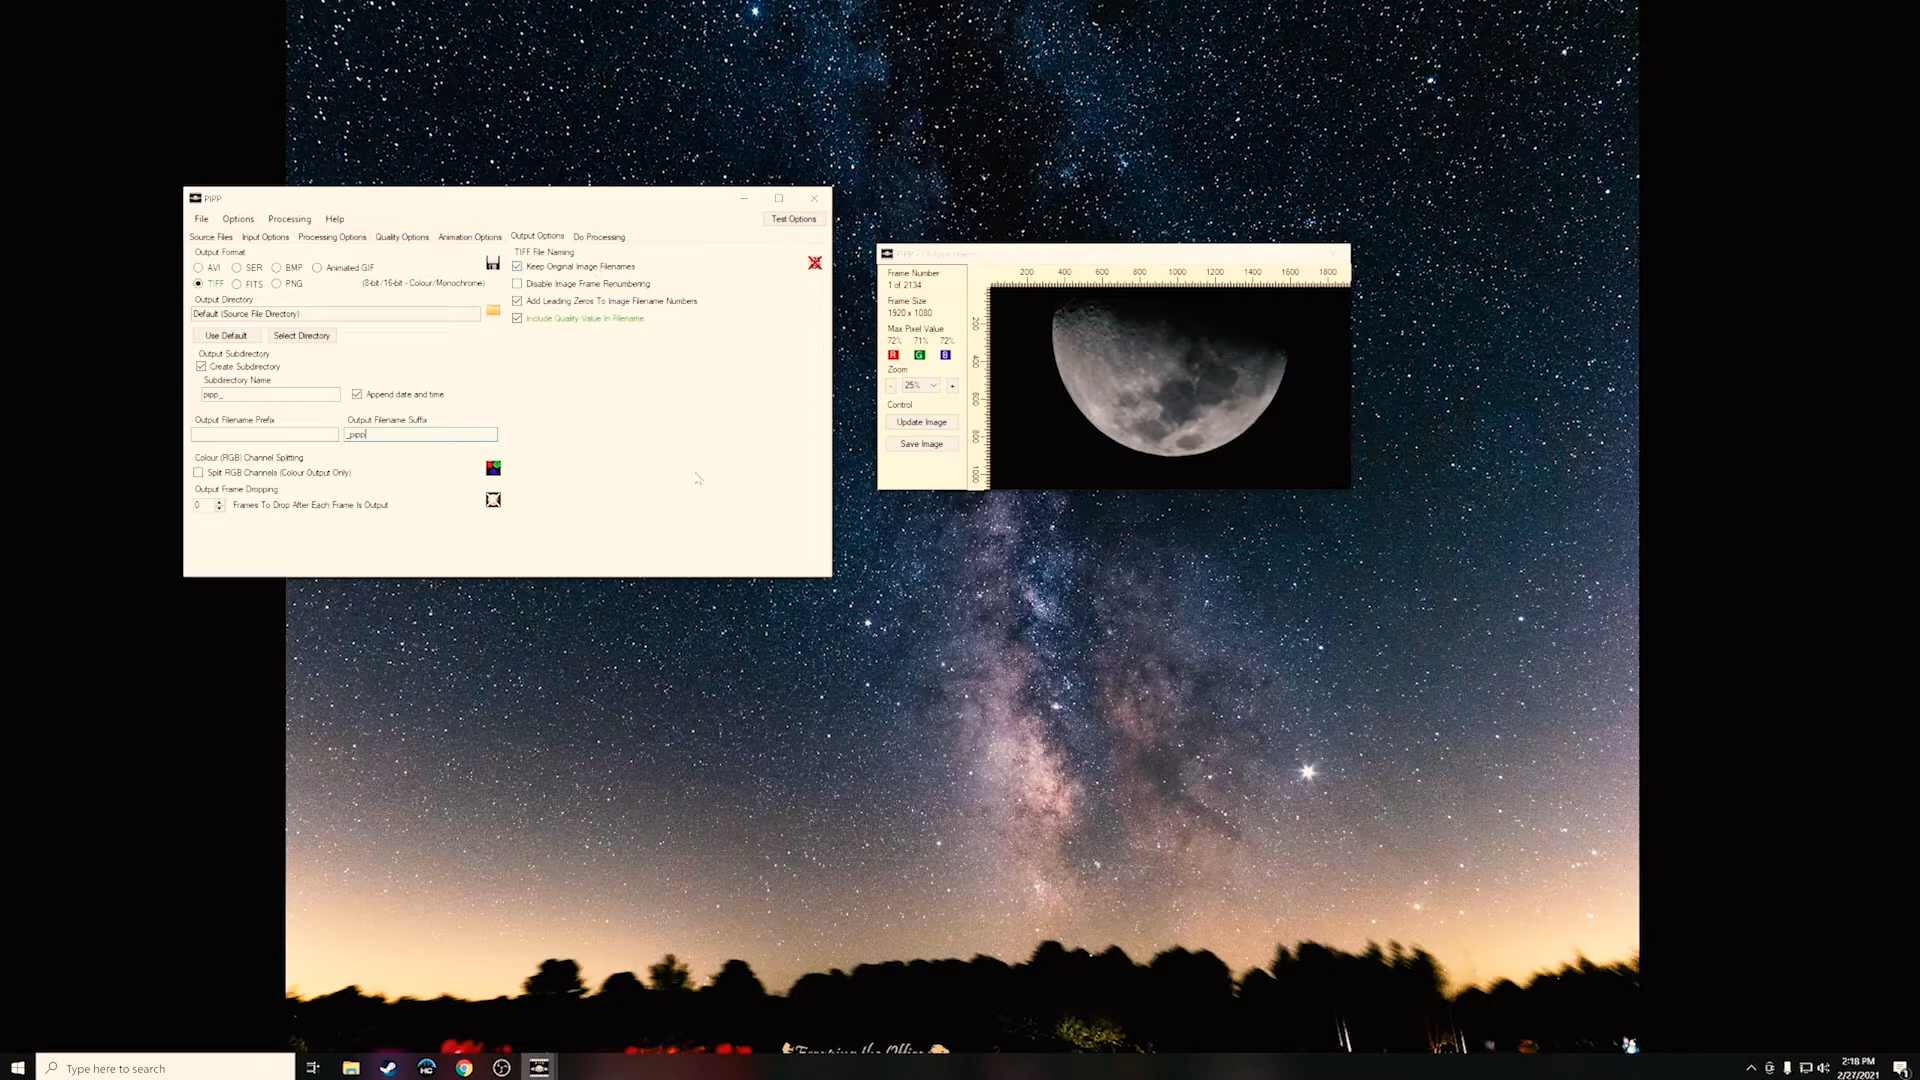 PIPP
File Options Processing Help
Test Options
Source Files Input Options Processing Options Quality Options Animation Options Output Options Do Processing
Output Format
AVI SER BMP Animated GIF
TIFF FITS PNG (8-bit/16-bit - Colour/Monochrome)
Output Directory
Default (Source File Directory)
Use Default Select Directory
Output Subdirectory
Create Subdirectory
Subdirectory Name
pipp_ Append date and time
Output Filename Prefix Output Filename Suffix
_pipp
Colour (RGB) Channel Splitting
Split RGB Channels (Colour Output Only)
Output Frame Dropping
0 Frames To Drop After Each Frame Is Output
TIFF File Naming
Keep Original Image Filenames
Disable Image Frame Renumbering
Add Leading Zeros To Image Filename Numbers
Include Quality Value In Filename
Frame Number
1 of 2134
Frame Size
1920 x 1080
Max Pixel Value
72% 71% 72%
R G B
Zoom
- 25% +
Control
Update Image
Save Image
200 400 600 800 1000 1200 1400 1600 1800
200
400
600
800
1000
Type here to search
HC
2:18 PM
2/27/2021